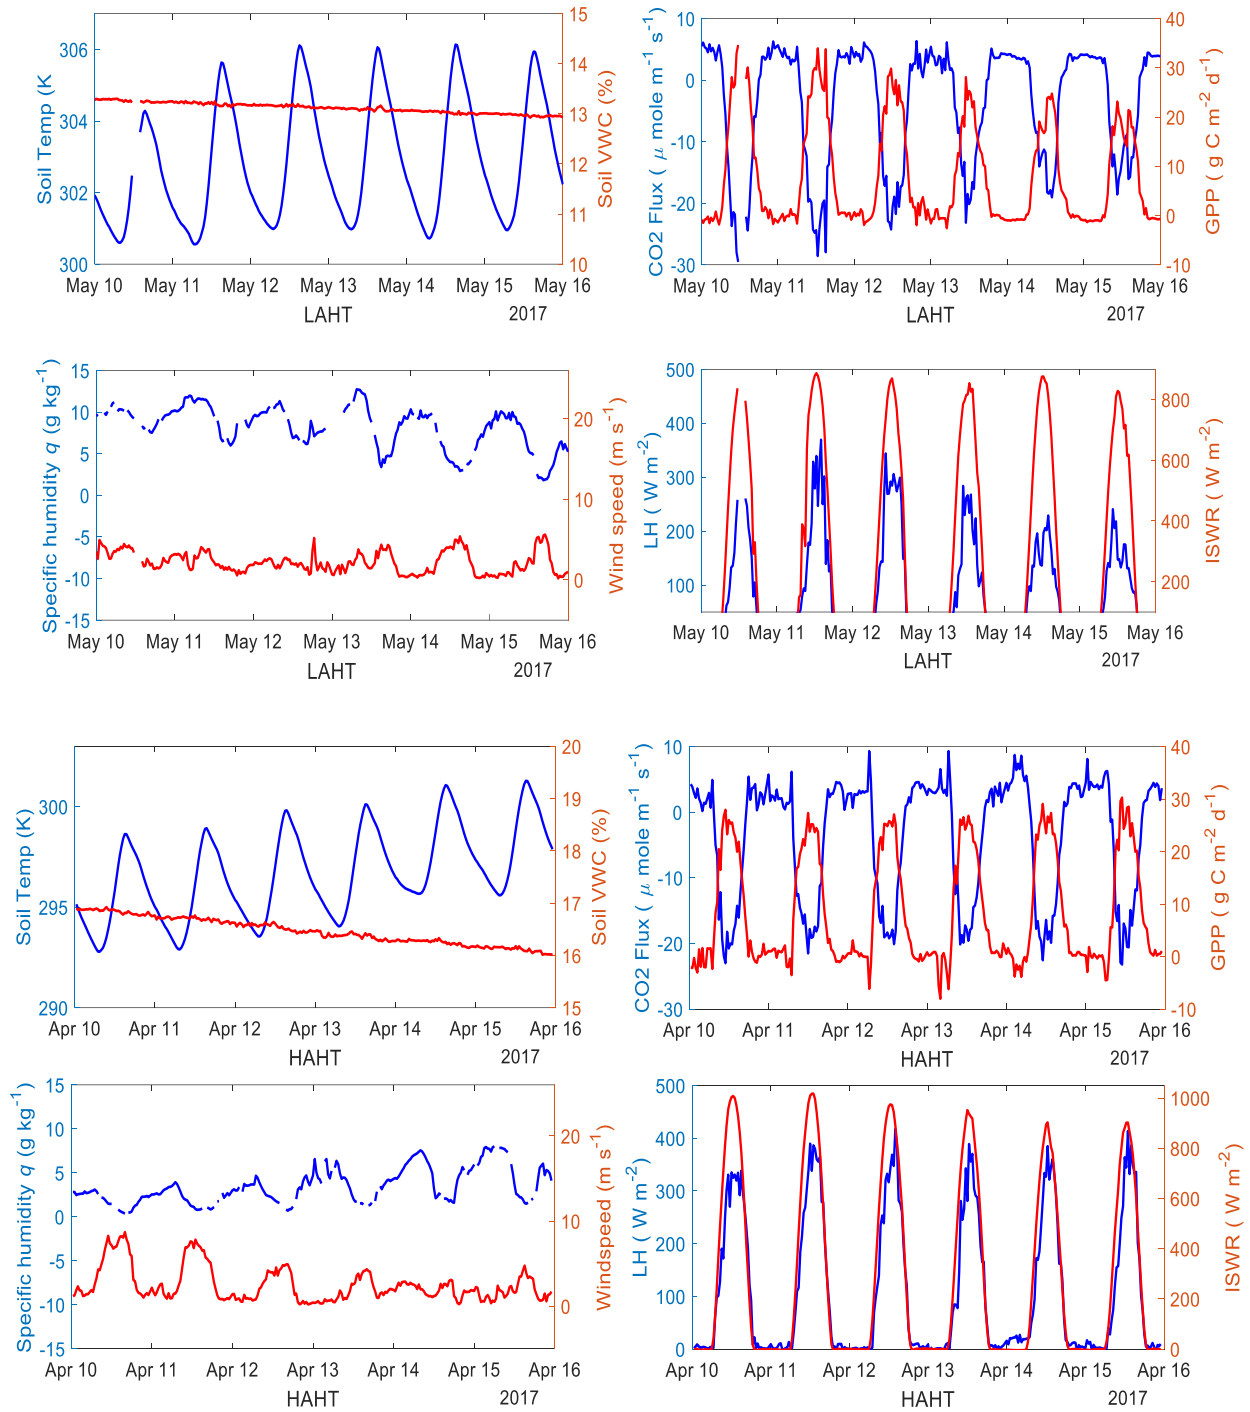 306
304
302
300
Soil Temp (K)
15
14
13
12
11
10
Soil VWC (%)
May 10 May 11 May 12 May 13 May 14 May 15 May 16
LAHT 2017
10
0
-10
-20
-30
CO2 Flux ( μ mole m-1 s-1)
40
30
20
10
0
-10
GPP ( g C m-2 d-1)
May 10 May 11 May 12 May 13 May 14 May 15 May 16
LAHT 2017
15
10
5
0
-5
-10
-15
Specific humidity q (g kg-1)
20
10
0
Wind speed (m s-1)
May 10 May 11 May 12 May 13 May 14 May 15 May 16
LAHT 2017
500
400
300
200
100
LH ( W m-2)
800
600
400
200
ISWR ( W m-2)
May 10 May 11 May 12 May 13 May 14 May 15 May 16
LAHT 2017
300
295
290
Soil Temp (K)
20
19
18
17
16
15
Soil VWC (%)
Apr 10 Apr 11 Apr 12 Apr 13 Apr 14 Apr 15 Apr 16
HAHT 2017
10
0
-10
-20
-30
CO2 Flux ( μ mole m-1 s-1)
40
30
20
10
0
-10
GPP ( g C m-2 d-1)
Apr 10 Apr 11 Apr 12 Apr 13 Apr 14 Apr 15 Apr 16
HAHT 2017
15
10
5
0
-5
-10
-15
Specific humidity q (g kg-1)
20
10
0
Windspeed (m s-1)
Apr 10 Apr 11 Apr 12 Apr 13 Apr 14 Apr 15 Apr 16
HAHT 2017
500
400
300
200
100
0
LH ( W m-2)
1000
800
600
400
200
0
ISWR ( W m-2)
Apr 10 Apr 11 Apr 12 Apr 13 Apr 14 Apr 15 Apr 16
HAHT 2017